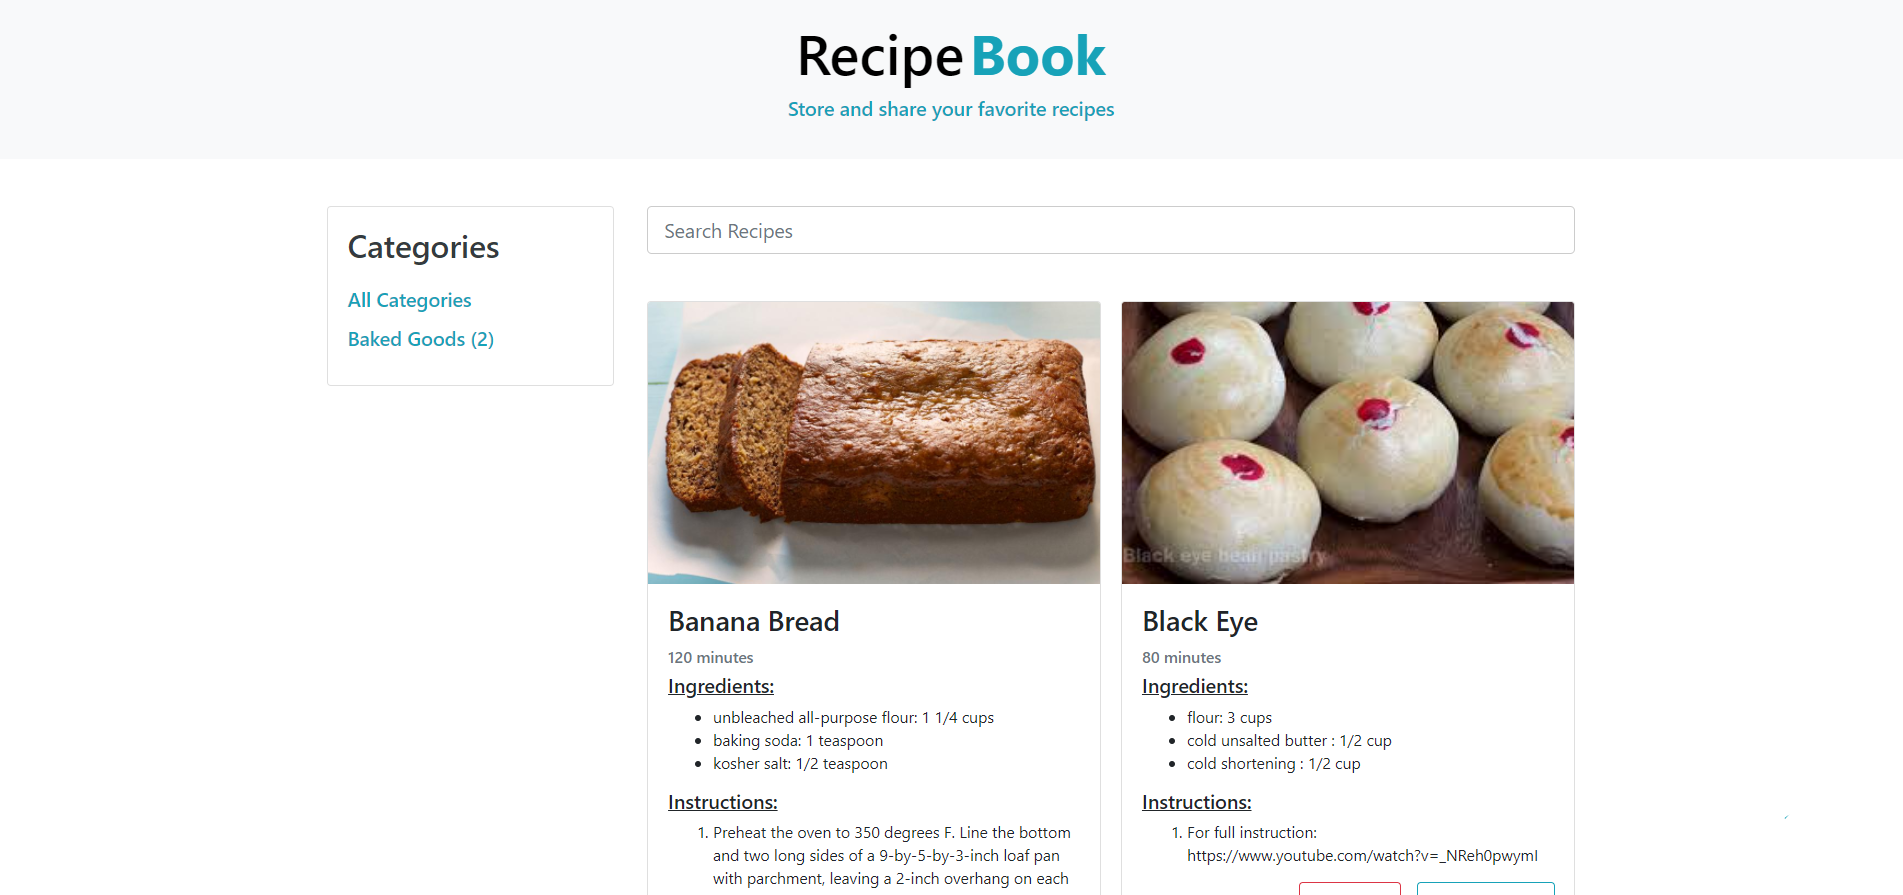 Recipe Book
Store and share your favorite recipes
Categories
All Categories
Baked Goods (2)
Search Recipes
Black eye bean pastry
Banana Bread
120 minutes
Ingredients:
unbleached all-purpose flour: 1 1/4 cups
baking soda: 1 teaspoon
kosher salt: 1/2 teaspoon
Instructions:
1. Preheat the oven to 350 degrees F. Line the bottom
and two long sides of a 9-by-5-by-3-inch loaf pan
with parchment, leaving a 2-inch overhang on each
Black Eye
80 minutes
Ingredients:
flour: 3 cups
cold unsalted butter : 1/2 cup
cold shortening : 1/2 cup
Instructions:
1. For full instruction:
https://www.youtube.com/watch?v=_NReh0pwymI